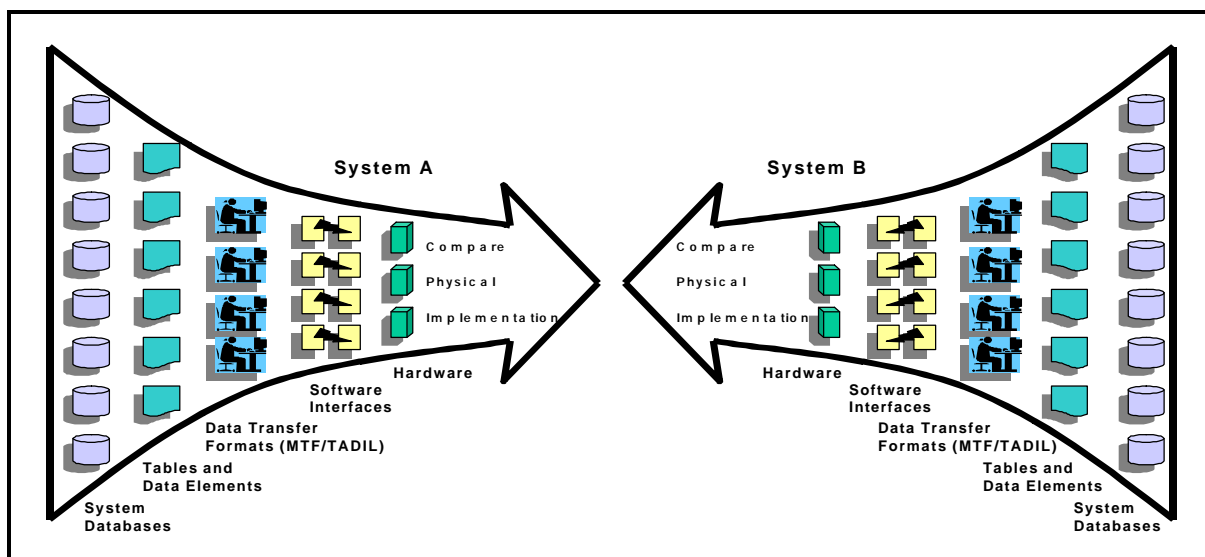 System A
Compare
Physical
Implementation
Hardware
Software
Interfaces
Data Transfer
Formats (MTF/TADIL)
Tables and
Data Elements
System
Databases
System B
Compare
Physical
Implementation
Hardware
Software
Interfaces
Data Transfer
Formats (MTF/TADIL)
Tables and
Data Elements
System
Databases